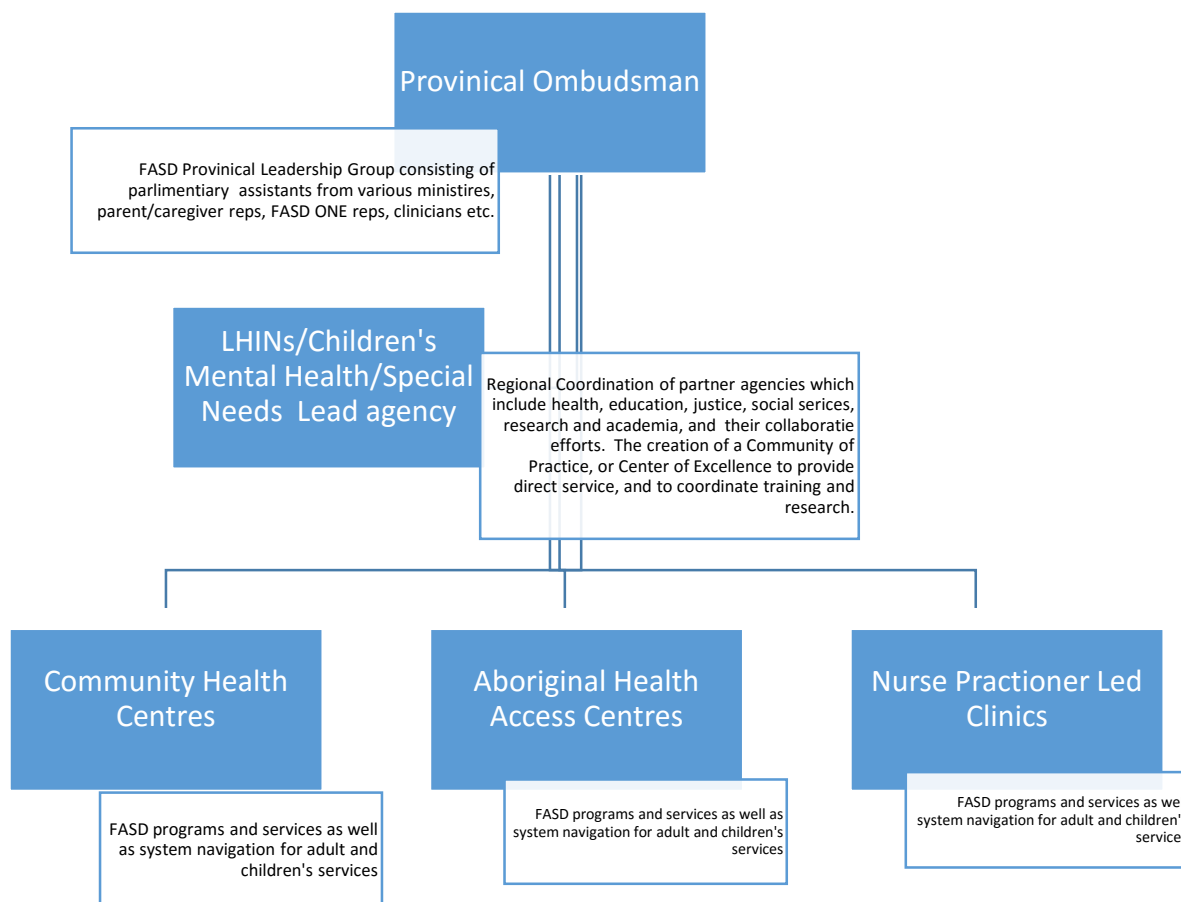 Provinical Ombudsman
FASD Provinical Leadership Group consisting of
parlimentiary  assistants from various ministires,
parent/caregiver reps, FASD ONE reps, clinicians etc.
LHINs/Children's
Mental Health/Special
Needs  Lead agency
Regional Coordination of partner agencies which
include health, education, justice, social serices,
research and academia, and  their collaboratie
efforts.  The creation of a Community of
Practice, or Center of Excellence to provide
direct service, and to coordinate training and
research.
Community Health
Centres
FASD programs and services as well
as system navigation for adult and
children's services
Aboriginal Health
Access Centres
FASD programs and services as well as
system navigation for adult and children's
services
Nurse Practioner Led
Clinics
FASD programs and services as we
system navigation for adult and children'
service